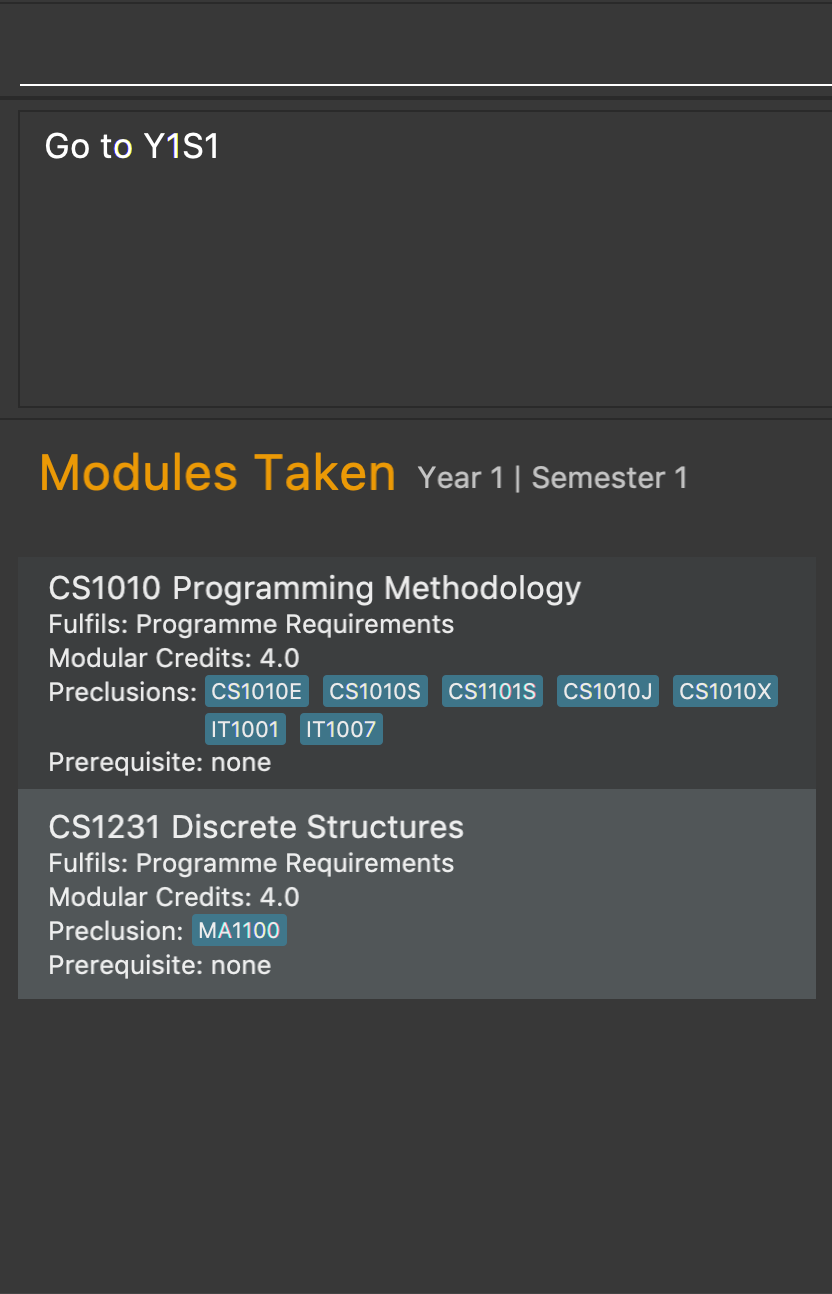 Go to Y1S1
Modules Taken Year 1 | Semester 1
CS1010 Programming Methodology
Fulfils: Programme Requirements
Modular Credits: 4.0
Preclusions: CS1010E CS1010S CS1101S CS1010J CS1010X
IT1001 IT1007
Prerequisite: none
CS1231 Discrete Structures
Fulfils: Programme Requirements
Modular Credits: 4.0
Preclusion: MA1100
Prerequisite: none